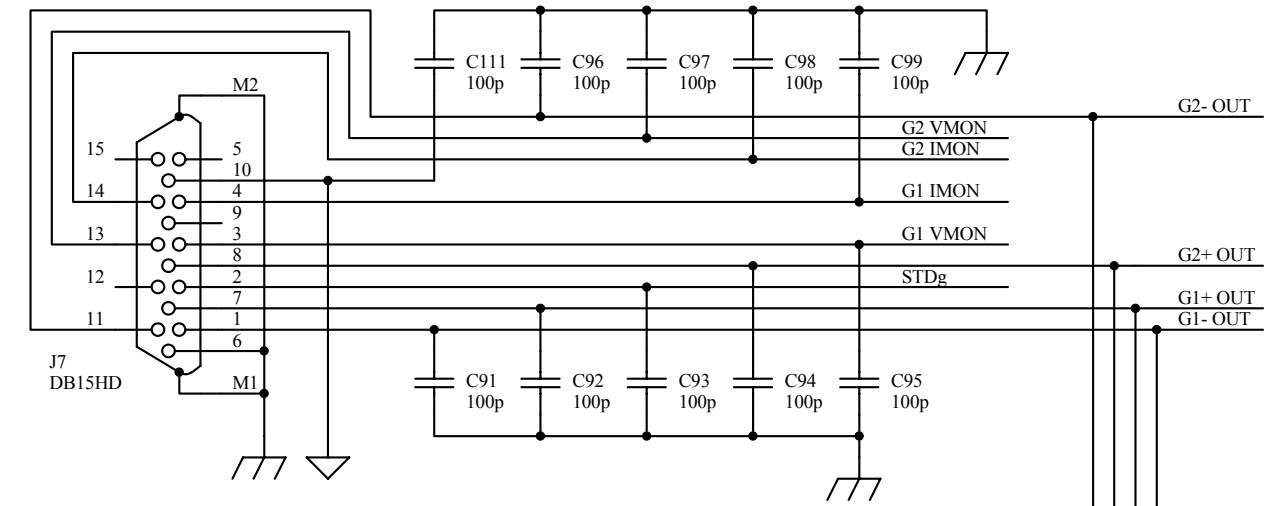 C111
100p
C96
100p
C97
100p
C98
100p
C99
100p
M2
G2- OUT
G2 VMON
G2 IMON
15
5
10
14
4
G1 IMON
9
13
3
G1 VMON
8
G2+ OUT
12
2
STDg
7
G1+ OUT
11
1
G1- OUT
6
J7
DB15HD
M1
C91
100p
C92
100p
C93
100p
C94
100p
C95
100p